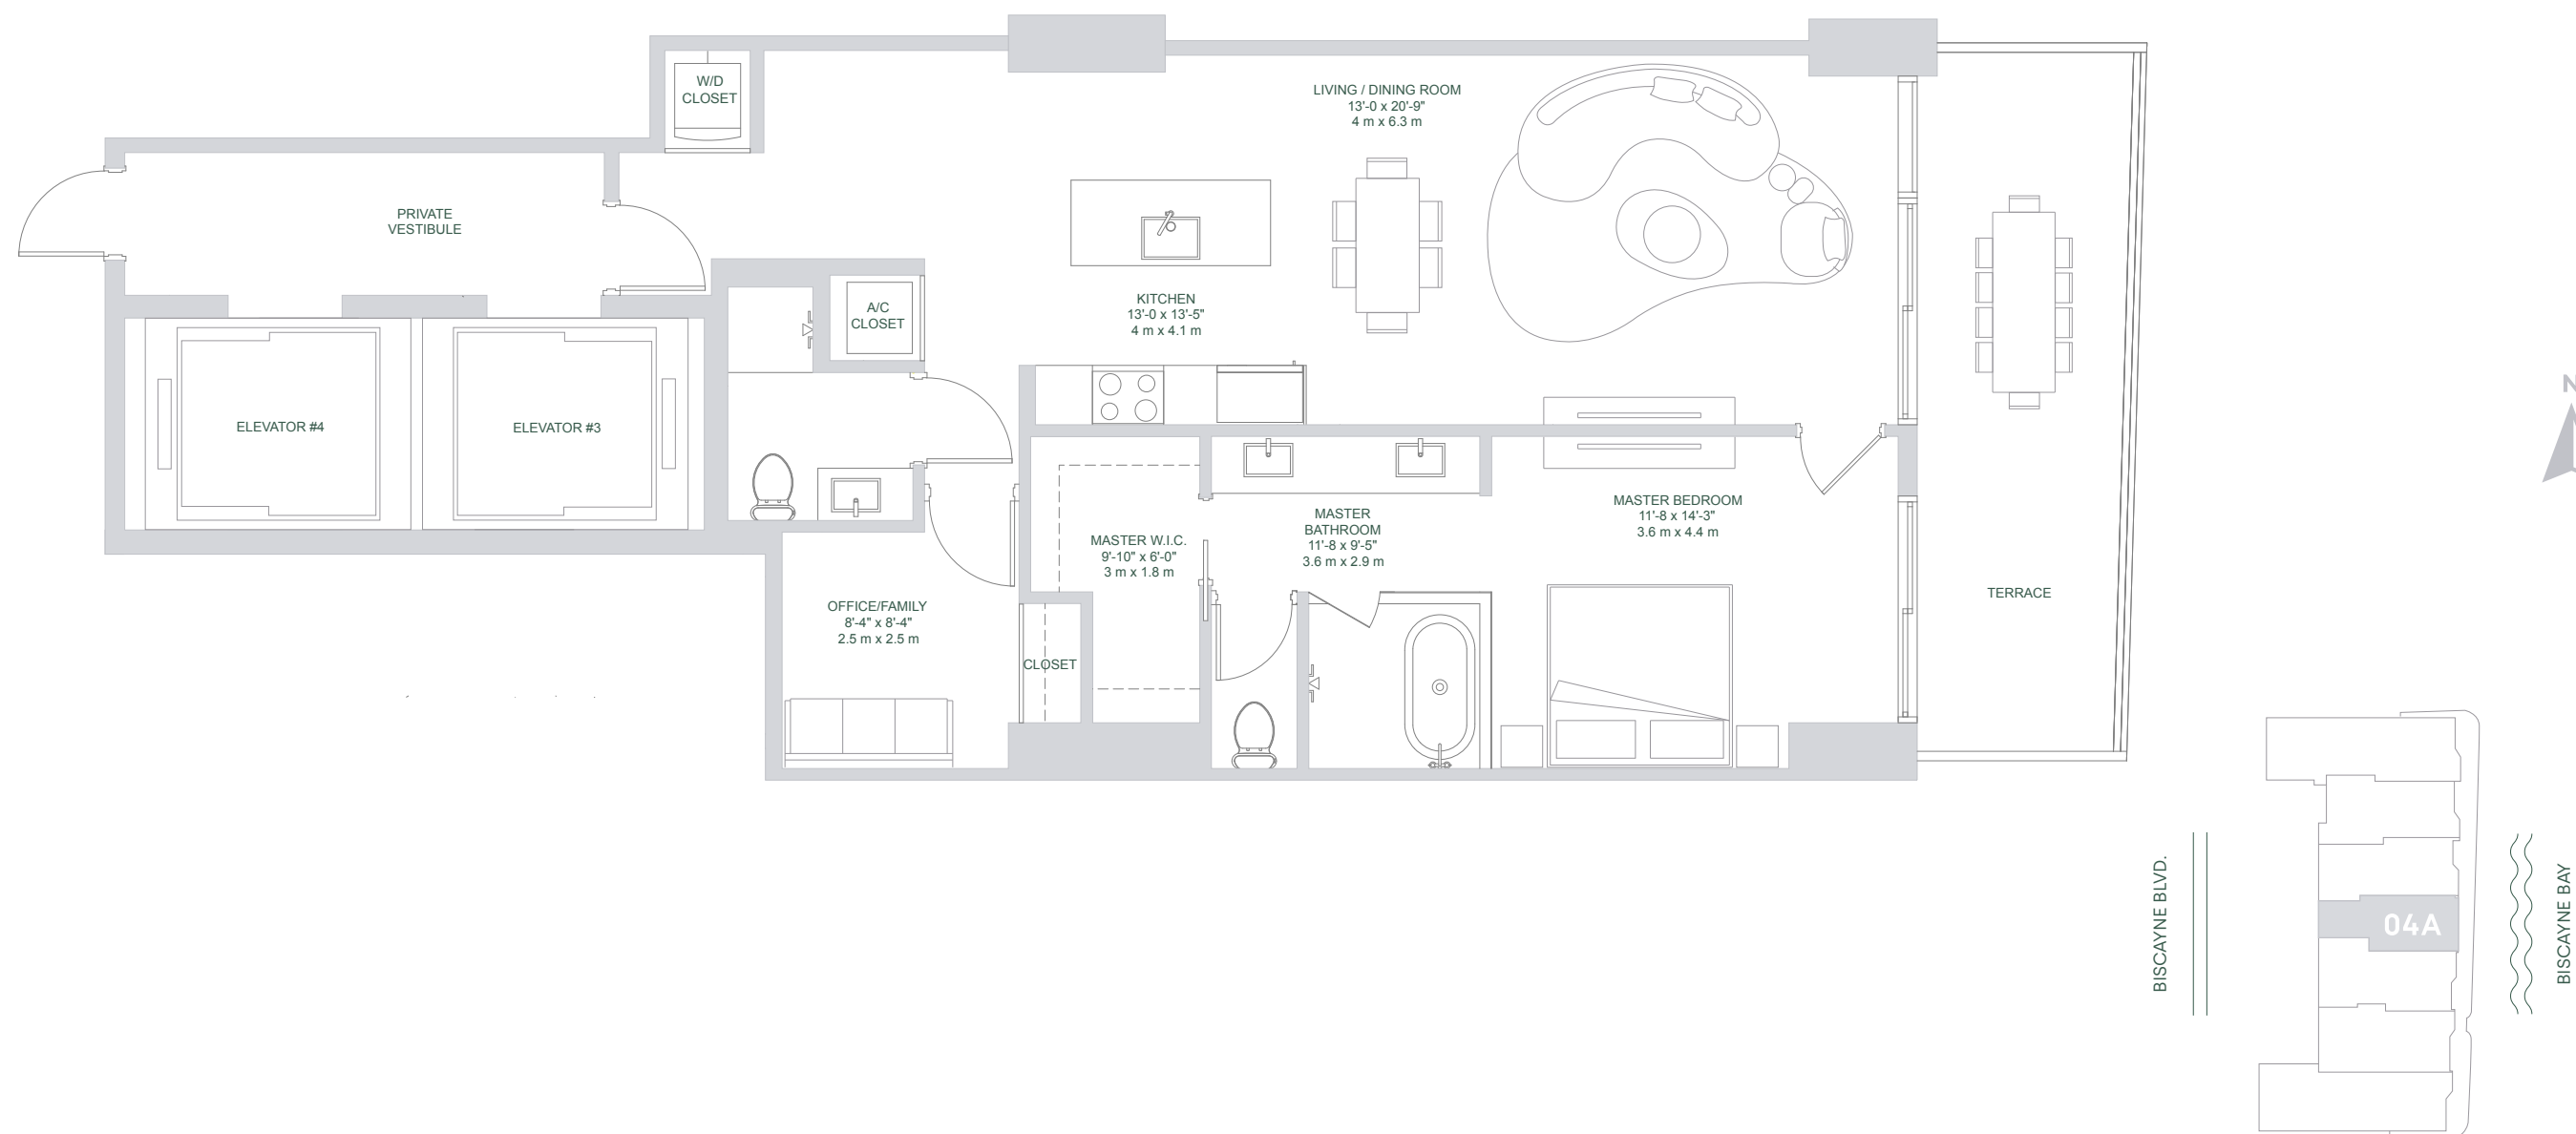 W/D
CLOSET
LIVING / DINING ROOM
13'-0 x 20'-9"
4 m x 6.3 m
PRIVATE
VESTIBULE
A/C
CLOSET
KITCHEN
13'-0 x 13'-5"
4 m x 4.1 m
ELEVATOR #4
ELEVATOR #3
N
MASTER BEDROOM
11'-8 x 14'-3"
3.6 m x 4.4 m
MASTER
BATHROOM
11'-8 x 9'-5"
3.6 m x 2.9 m
MASTER W.I.C.
9'-10" x 6'-0"
3 m x 1.8 m
TERRACE
OFFICE/FAMILY
8'-4" x 8'-4"
2.5 m x 2.5 m
CLOSET
BISCAYNE BLVD.
04A
BISCAYNE BAY